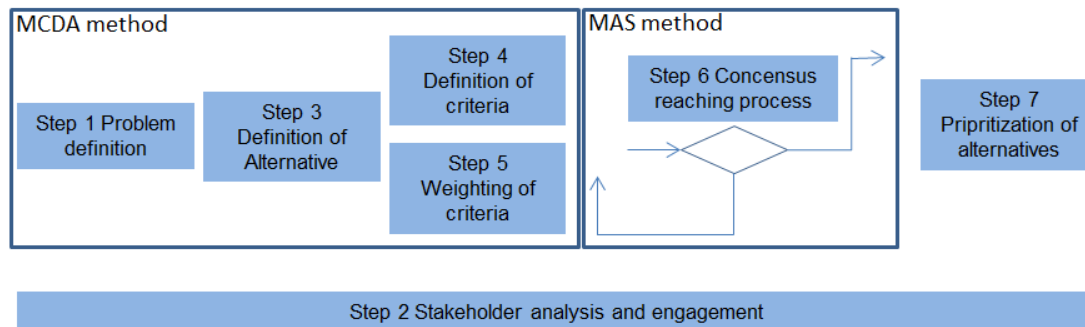 MCDA method
Step 1 Problem
definition
Step 3
Definition of
Alternative
Step 4
Definition of
criteria
Step 5
Weighting of
criteria
MAS method
Step 6 Concensus
reaching process
Step 7
Pripritization of
alternatives
Step 2 Stakeholder analysis and engagement